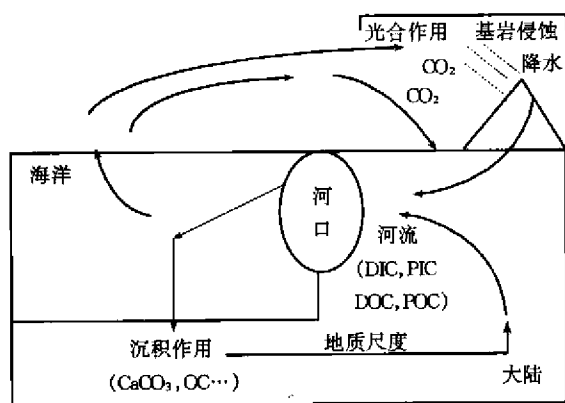 光合作用 基岩侵蚀
CO₂ 降水
CO₂
海洋
河口
河流
(DIC, PIC
DOC, POC)
沉积作用 地质尺度
(CaCO₃, OC…) 大陆